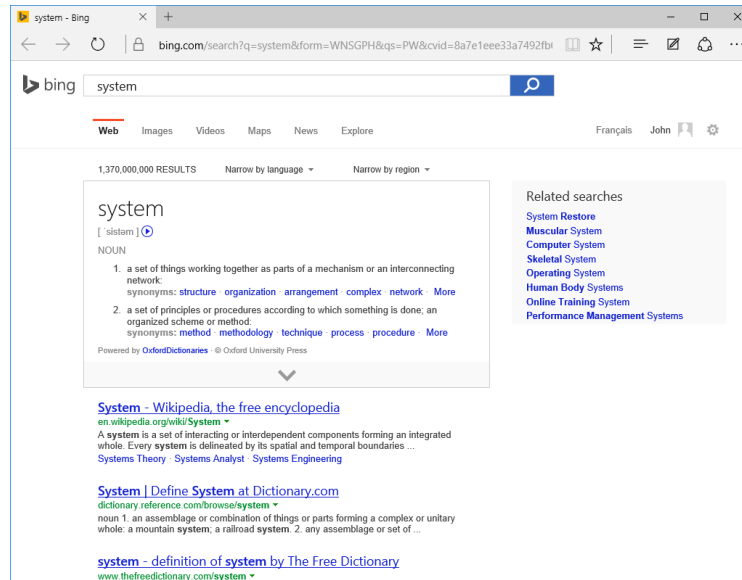 system - Bing
bing.com/search?q=system&form=WNSGPH&qs=PW&cvid=8a7e1eee33a7492fb
bing
system
Web Images Videos Maps News Explore
Français John
1,370,000,000 RESULTS Narrow by language Narrow by region
system
[ ˈsistəm ]
NOUN
1. a set of things working together as parts of a mechanism or an interconnecting
network:
synonyms: structure · organization · arrangement · complex · network · More
2. a set of principles or procedures according to which something is done; an
organized scheme or method:
synonyms: method · methodology · technique · process · procedure · More
Powered by OxfordDictionaries · © Oxford University Press
System - Wikipedia, the free encyclopedia
en.wikipedia.org/wiki/System
A system is a set of interacting or interdependent components forming an integrated
whole. Every system is delineated by its spatial and temporal boundaries ...
Systems Theory · Systems Analyst · Systems Engineering
System | Define System at Dictionary.com
dictionary.reference.com/browse/system
noun 1. an assemblage or combination of things or parts forming a complex or unitary
whole: a mountain system; a railroad system. 2. any assemblage or set of ...
system - definition of system by The Free Dictionary
www.thefreedictionary.com/system
Related searches
System Restore
Muscular System
Computer System
Skeletal System
Operating System
Human Body Systems
Online Training System
Performance Management Systems